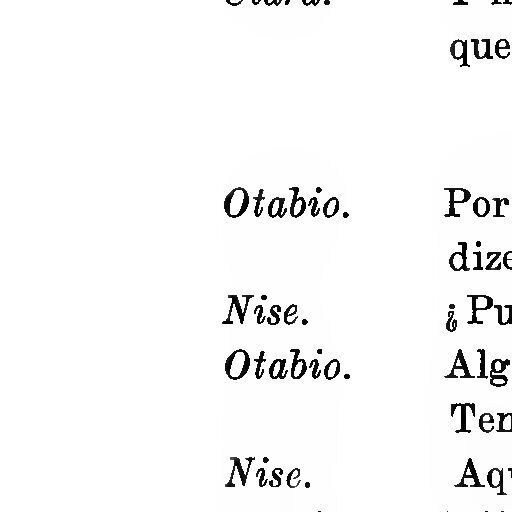 que
Otabio. Por
dize
Nise. ¿Pu
Otabio. Alg
Ten
Nise. Aqu